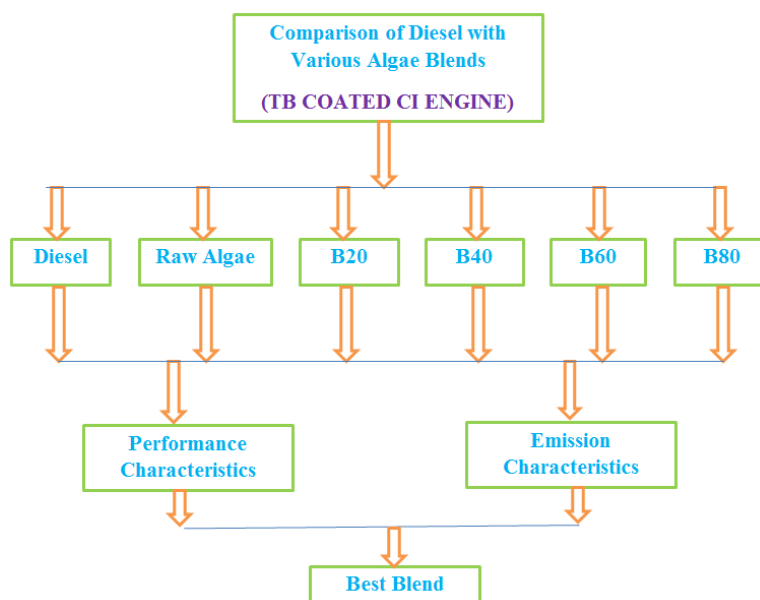 Comparison of Diesel with
Various Algae Blends
(TB COATED CI ENGINE)
Diesel
Raw Algae
B20
B40
B60
B80
Performance
Characteristics
Emission
Characteristics
Best Blend